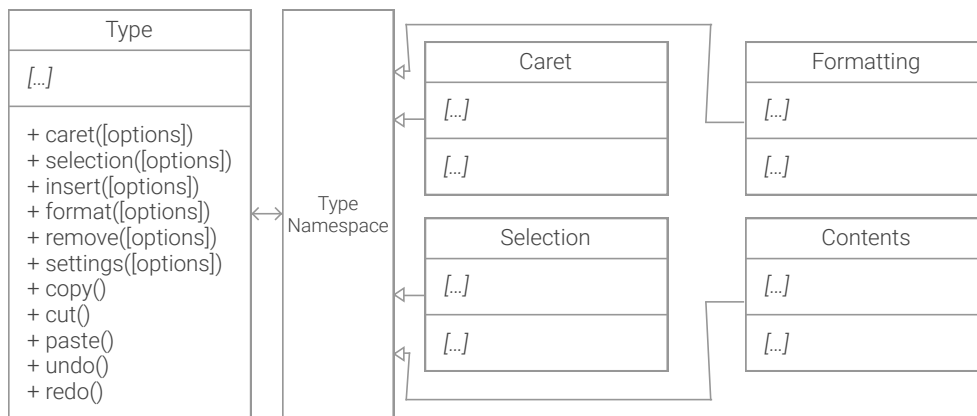 Type
[...]
+ caret([options])
+ selection([options])
+ insert([options])
+ format([options])
+ remove([options])
+ settings([options])
+ copy()
+ cut()
+ paste()
+ undo()
+ redo()
Type
Namespace
Caret
[...]
[...]
Formatting
[...]
[...]
Selection
[...]
[...]
Contents
[...]
[...]